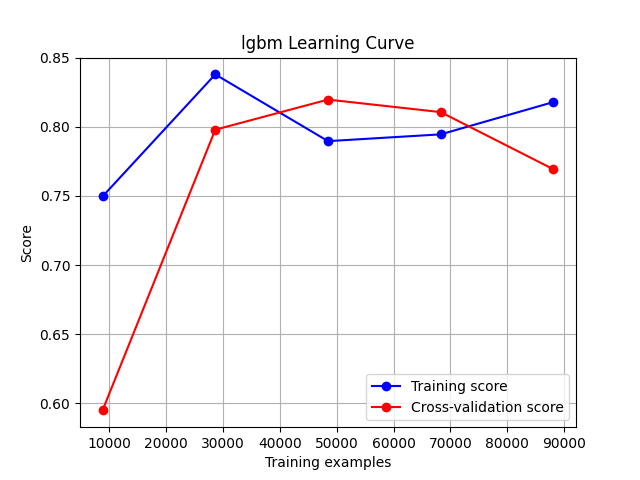 lgbm Learning Curve
0.85
0.80
0.75
0.70
0.65
0.60
Score
Training score
Cross-validation score
10000 20000 30000 40000 50000 60000 70000 80000 90000
Training examples